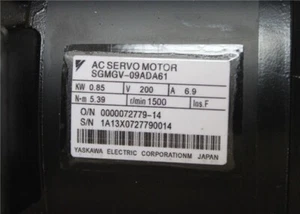 AC SERVO MOTOR
SGMGV-09ADA61
KW 0.85 V 200 A 6.9
N-m 5.39 r/min 1500 Ins.F
O/N 0000072779-14
S/N 1A13X0727790014
YASKAWA ELECTRIC CORPORATIONM JAPAN